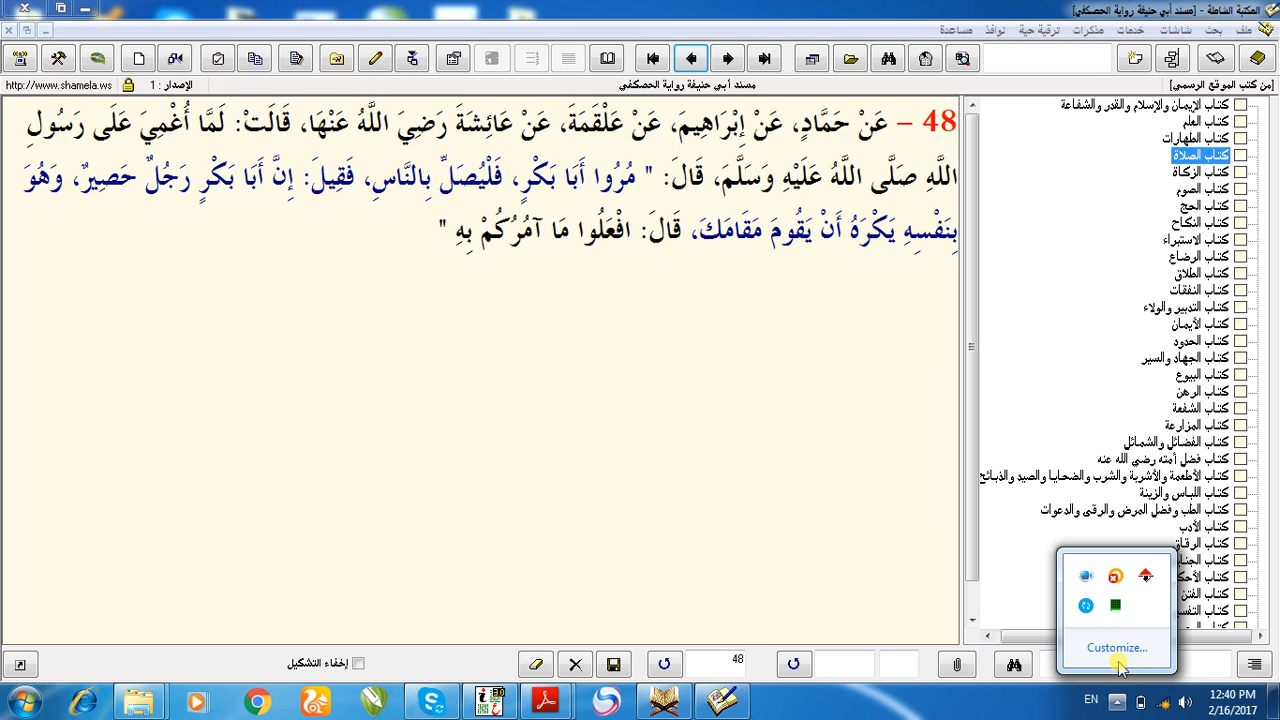 المكتبة الشاملة - [مسند أبي حنيفة رواية الحصكفي]
ملف بحث شاشات خدمات مذكرات ترقية حية نوافذ مساعدة
[من كتب الموقع الرسمي] مسند أبي حنيفة رواية الحصكفي الإصدار : 1 http://www.shamela.ws
48 – عَنْ حَمَّادٍ، عَنْ إِبْرَاهِيمَ، عَنْ عَلْقَمَةَ، عَنْ عَائِشَةَ رَضِيَ اللَّهُ عَنْهَا، قَالَتْ: لَمَّا أُغْمِيَ عَلَى رَسُولِ
اللَّهِ صَلَّى اللَّهُ عَلَيْهِ وَسَلَّمَ، قَالَ: " مُرُوا أَبَا بَكْرٍ، فَلْيُصَلِّ بِالنَّاسِ، فَقِيلَ: إِنَّ أَبَا بَكْرٍ رَجُلٌ حَصِيرٌ، وَهُوَ
بِنَفْسِهِ يَكْرَهُ أَنْ يَقُومَ مَقَامَكَ، قَالَ: افْعَلُوا مَا آمُرُكُمْ بِهِ "
كتاب الإيمان والإسلام والقدر والشفاعة
كتاب العلم
كتاب الطهارات
كتاب الصلاة
كتاب الزكاة
كتاب الصوم
كتاب الحج
كتاب النكاح
كتاب الاستبراء
كتاب الرضاع
كتاب الطلاق
كتاب النفقات
كتاب التدبير والولاء
كتاب الأيمان
كتاب الحدود
كتاب الجهاد والسير
كتاب البيوع
كتاب الرهن
كتاب الشفعة
كتاب المزارعة
كتاب الفضائل والشمائل
كتاب فضل أمته رضي الله عنه
كتاب الأطعمة والأشربة والشرب والضحايا والصيد والذبائح
كتاب اللباس والزينة
كتاب الطب وفضل المرض والرقى والدعوات
كتاب الأدب
كتاب الرقاق
كتاب
كتاب
كتاب الفتن
كتاب
Customize...
إخفاء التشكيل 48
EN 12:40 PM
2/16/2017